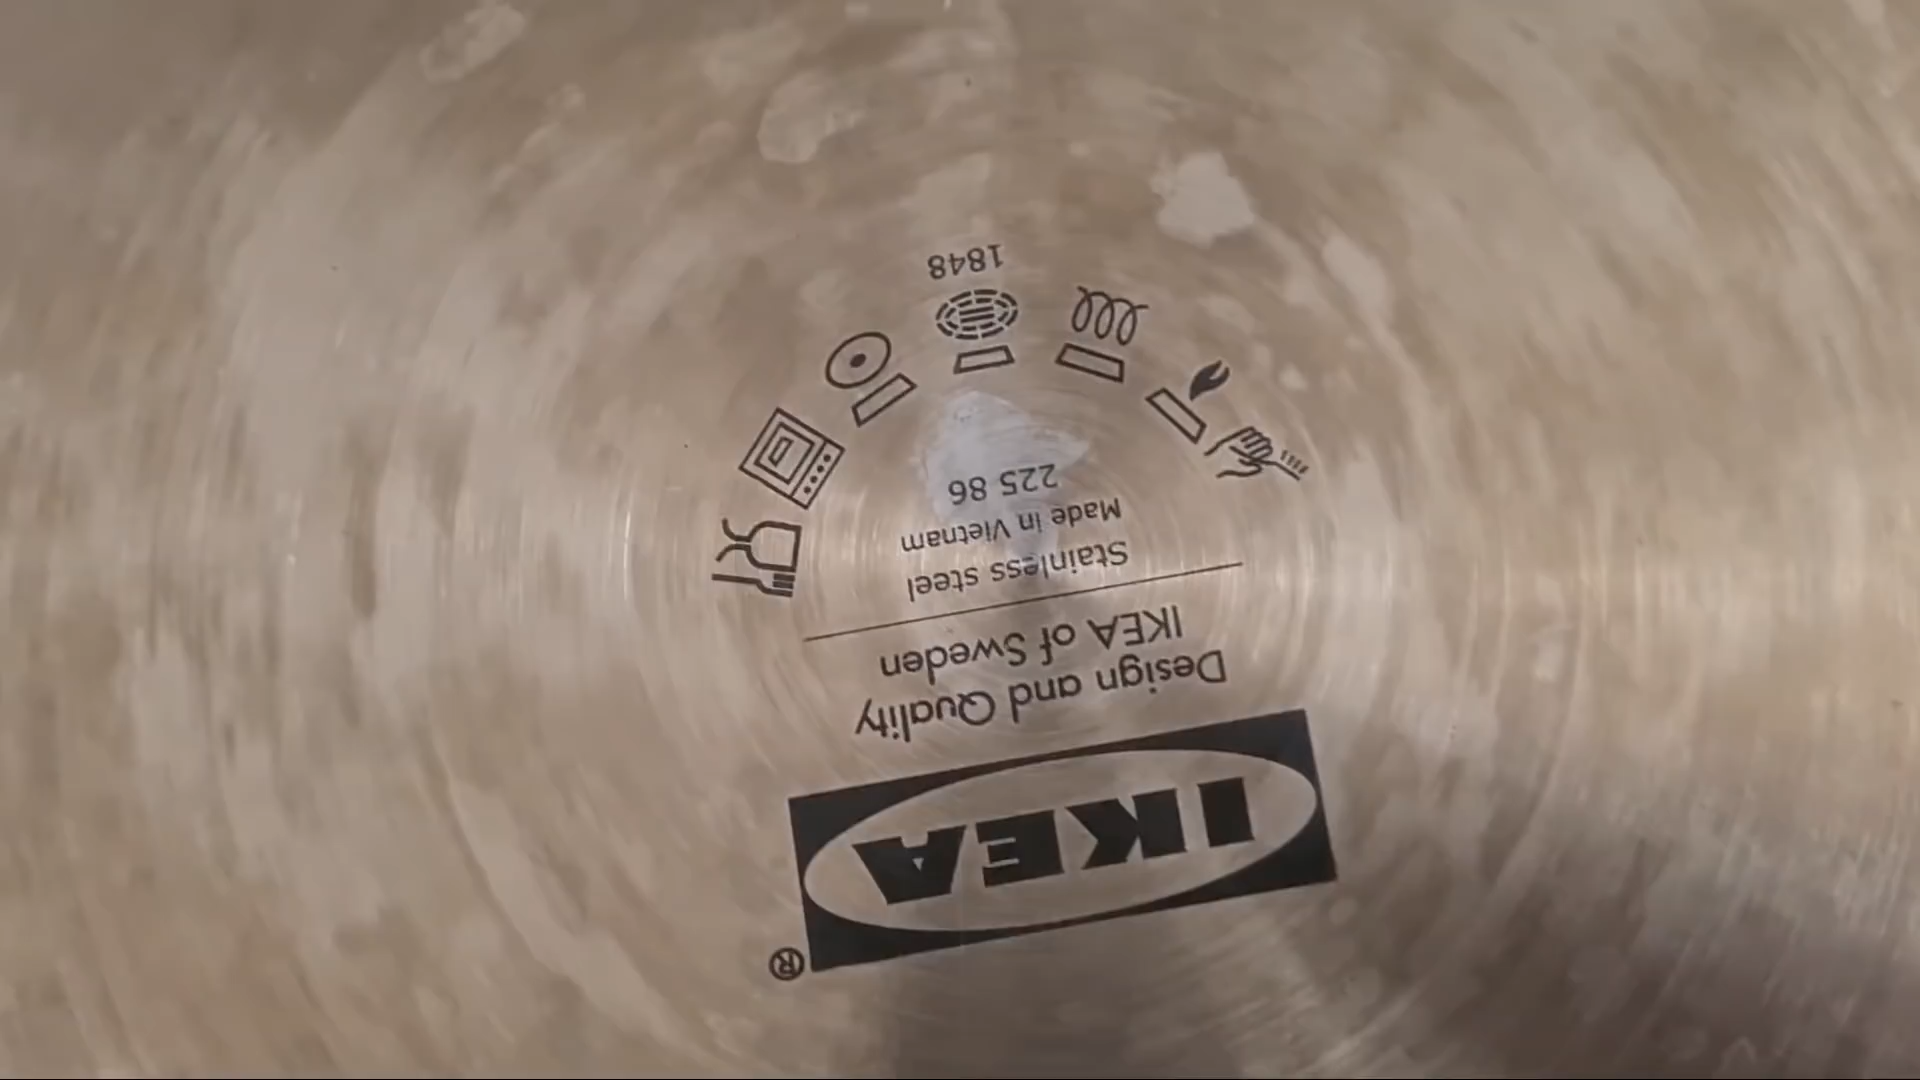 IKEA®
Design and Quality
IKEA of Sweden
Stainless steel
Made in Vietnam
225 86
1848